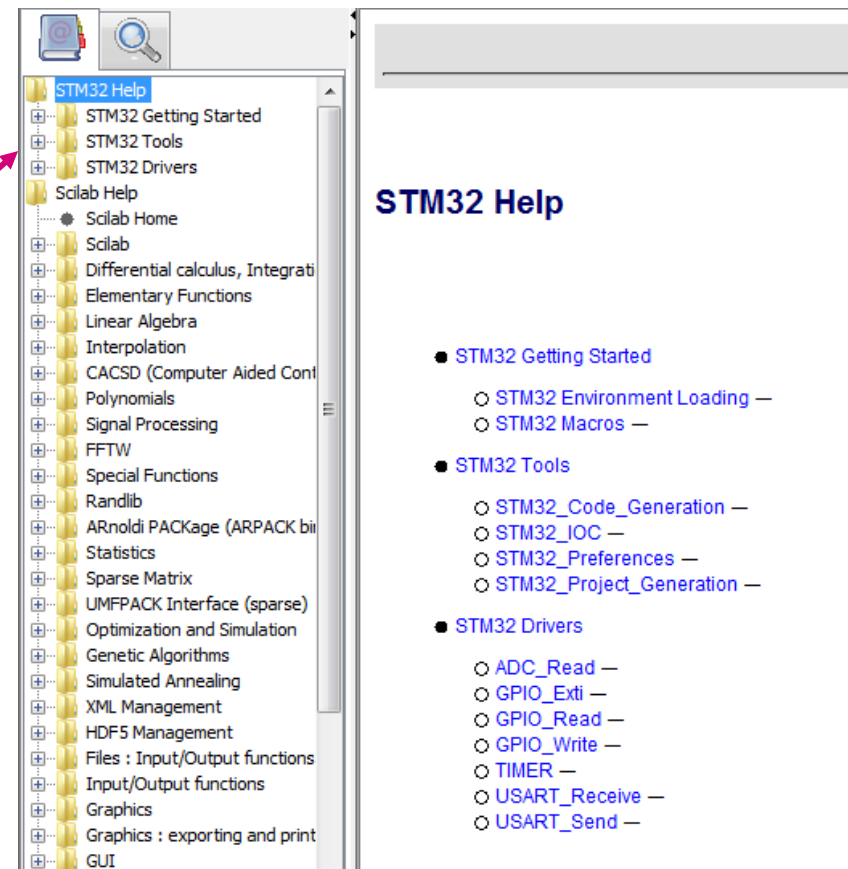 STM32 Help
STM32 Getting Started
STM32 Tools
STM32 Drivers
Scilab Help
Scilab Home
Scilab
Differential calculus, Integrati
Elementary Functions
Linear Algebra
Interpolation
CACSD (Computer Aided Cont
Polynomials
Signal Processing
FFTW
Special Functions
Randlib
ARnoldi PACKage (ARPACK bin
Statistics
Sparse Matrix
UMFPACK Interface (sparse)
Optimization and Simulation
Genetic Algorithms
Simulated Annealing
XML Management
HDF5 Management
Files : Input/Output functions
Input/Output functions
Graphics
Graphics : exporting and print
GUI
STM32 Help
STM32 Getting Started
STM32 Environment Loading —
STM32 Macros —
STM32 Tools
STM32_Code_Generation —
STM32_IOC —
STM32_Preferences —
STM32_Project_Generation —
STM32 Drivers
ADC_Read —
GPIO_Exti —
GPIO_Read —
GPIO_Write —
TIMER —
USART_Receive —
USART_Send —